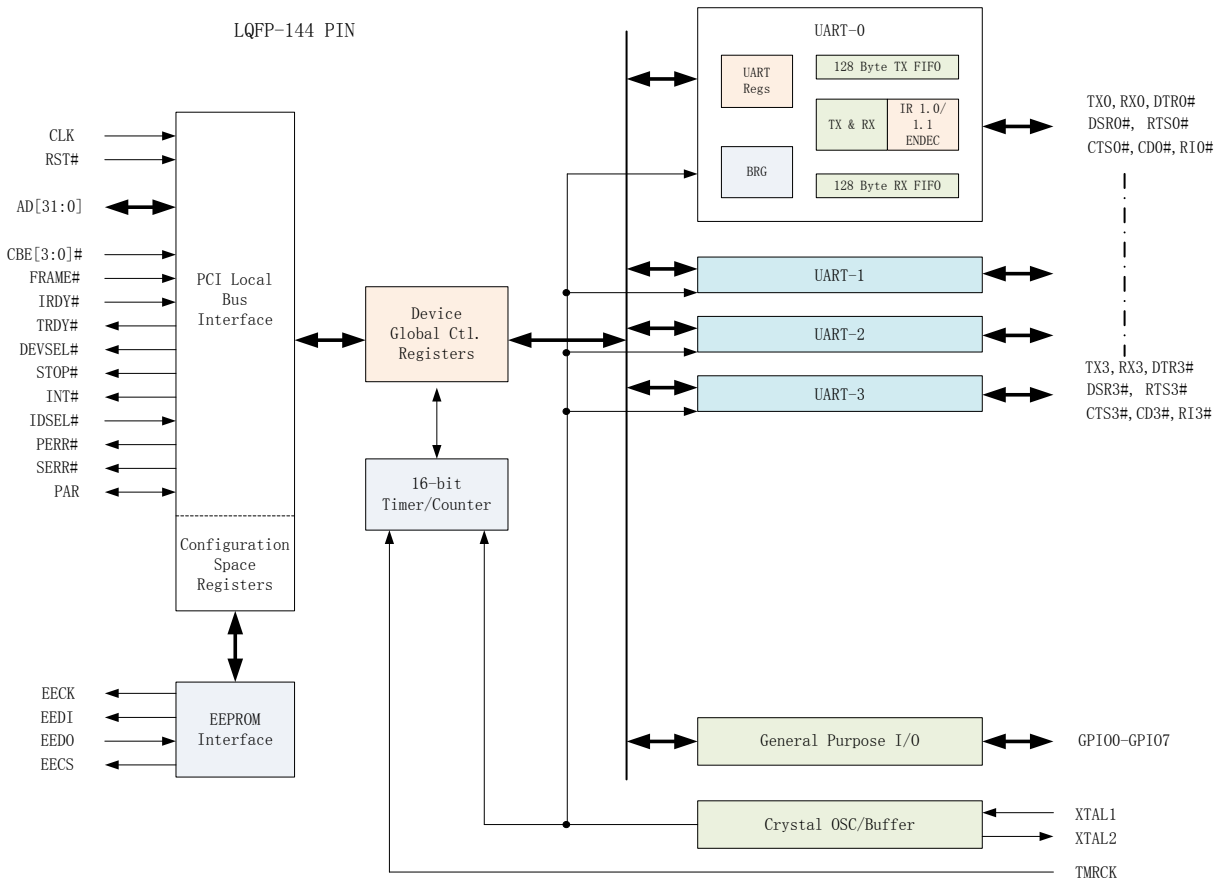 LQFP-144 PIN
CLK
RST#
AD[31:0]
CBE[3:0]#
FRAME#
IRDY#
TRDY#
DEVSEL#
STOP#
INT#
IDSEL#
PERR#
SERR#
PAR
PCI Local
Bus
Interface
Configuration
Space
Registers
EECK
EEDI
EEDO
EECS
EEPROM
Interface
Device
Global Ctl.
Registers
16-bit
Timer/Counter
UART-0
UART
Regs
BRG
128 Byte TX FIFO
TX & RX
IR 1.0/
1.1
ENDEC
128 Byte RX FIFO
TX0,RX0,DTR0#
DSR0#, RTS0#
CTS0#,CD0#,RI0#
UART-1
UART-2
UART-3
TX3,RX3,DTR3#
DSR3#, RTS3#
CTS3#,CD3#,RI3#
General Purpose I/O
GPIO0-GPIO7
Crystal OSC/Buffer
XTAL1
XTAL2
TMRCK